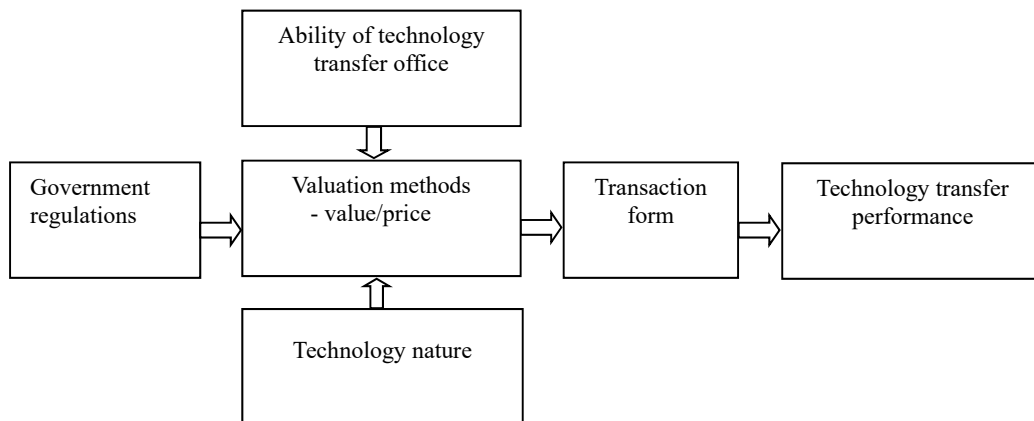 Ability of technology
transfer office
Government
regulations
Valuation methods
- value/price
Transaction
form
Technology transfer
performance
Technology nature